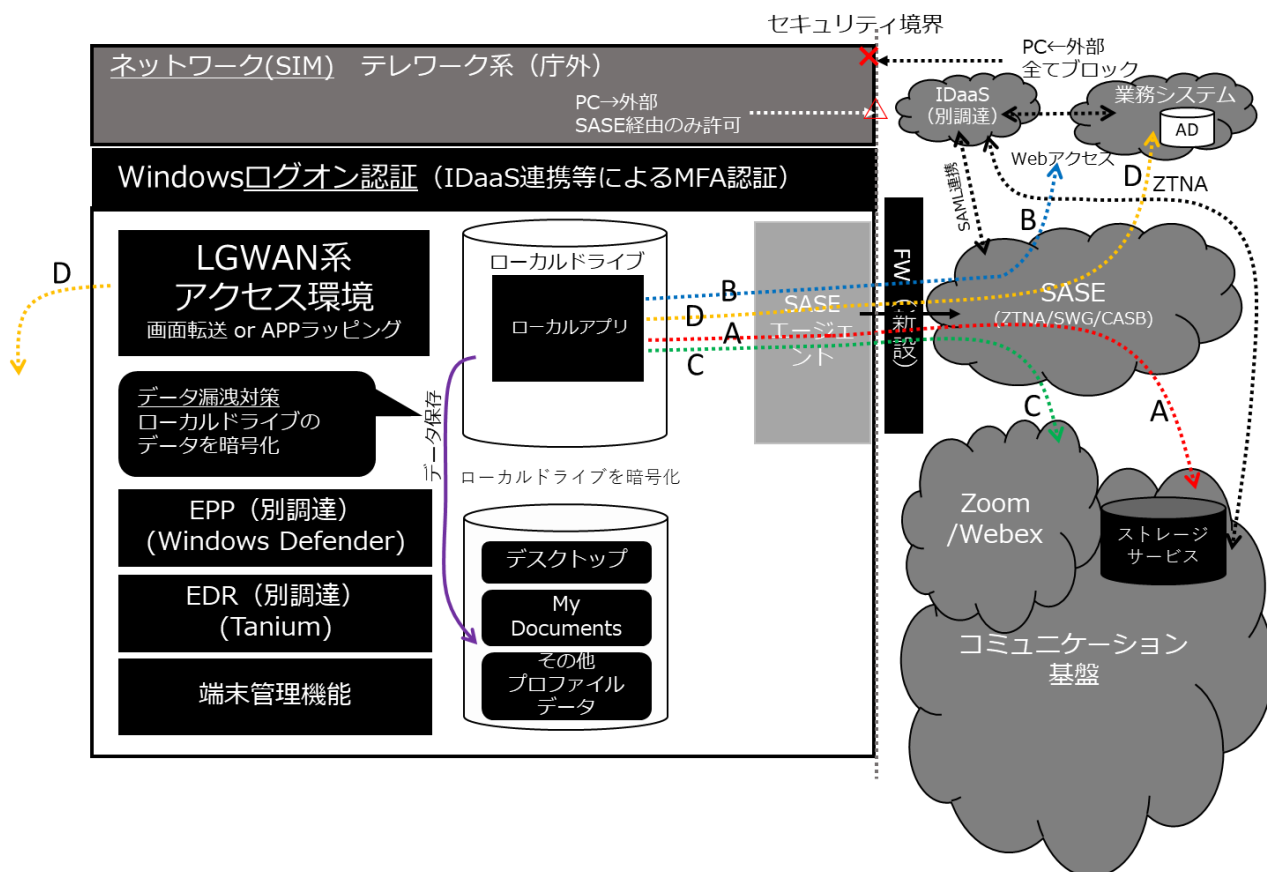 セキュリティ境界
ネットワーク(SIM)　テレワーク系（庁外）
PC→外部
SASE経由のみ許可
PC←外部
全てブロック
IDaaS
（別調達）
業務システム
AD
Windowsログオン認証（IDaaS連携等によるMFA認証）
Webアクセス
D
ZTNA
SAML連携
B
LGWAN系
アクセス環境
画面転送 or APPラッピング
D
ローカルドライブ
ローカルアプリ
B
D
A
C
SASE
エージェ
ント
FW（新設）
SASE
(ZTNA/SWG/CASB)
C
A
データ漏洩対策
ローカルドライブの
データを暗号化
データ保存
ローカルドライブを暗号化
EPP（別調達）
(Windows Defender)
EDR（別調達）
(Tanium)
端末管理機能
デスクトップ
My
Documents
その他
プロファイル
データ
Zoom
/Webex
ストレージ
サービス
コミュニケーション
基盤